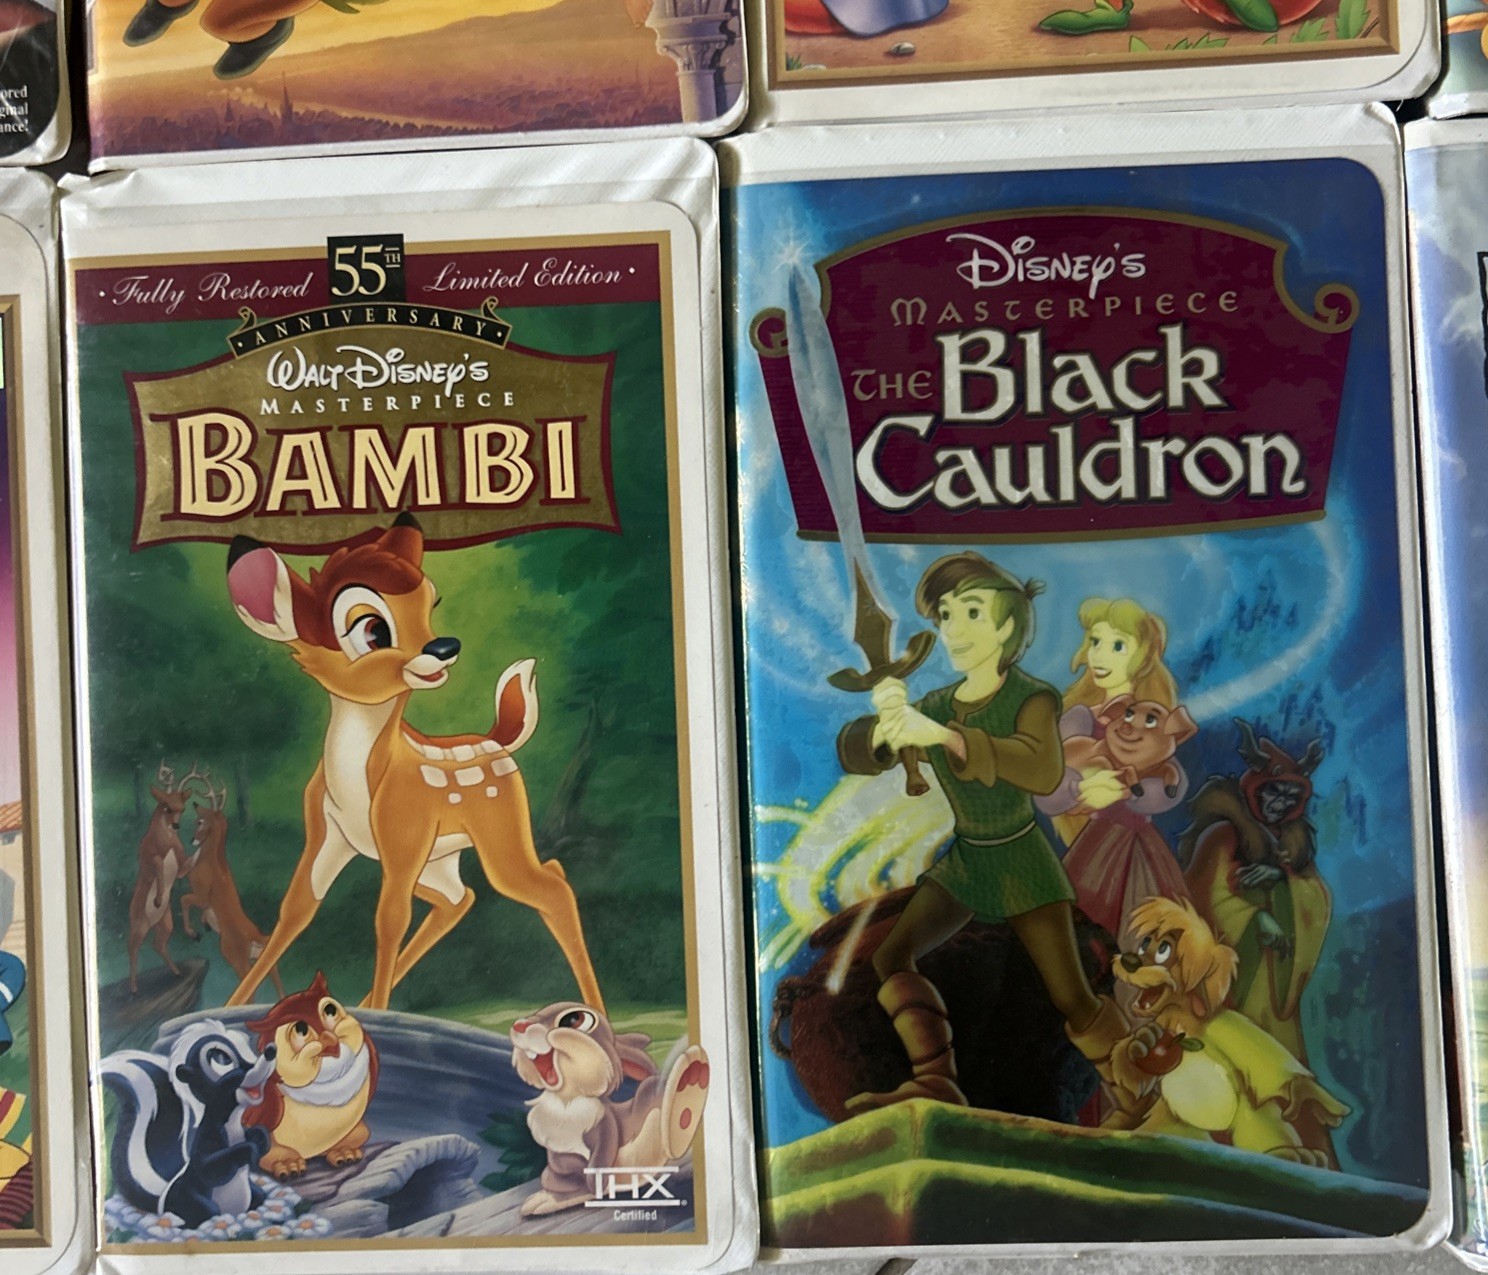 ored
ginal
ance!
• Fully Restored 55TH Limited Edition •
• ANNIVERSARY •
WALT DISNEY'S
MASTERPIECE
BAMBI
THX
Certified
DISNEY'S
MASTERPIECE
THE Black
Cauldron